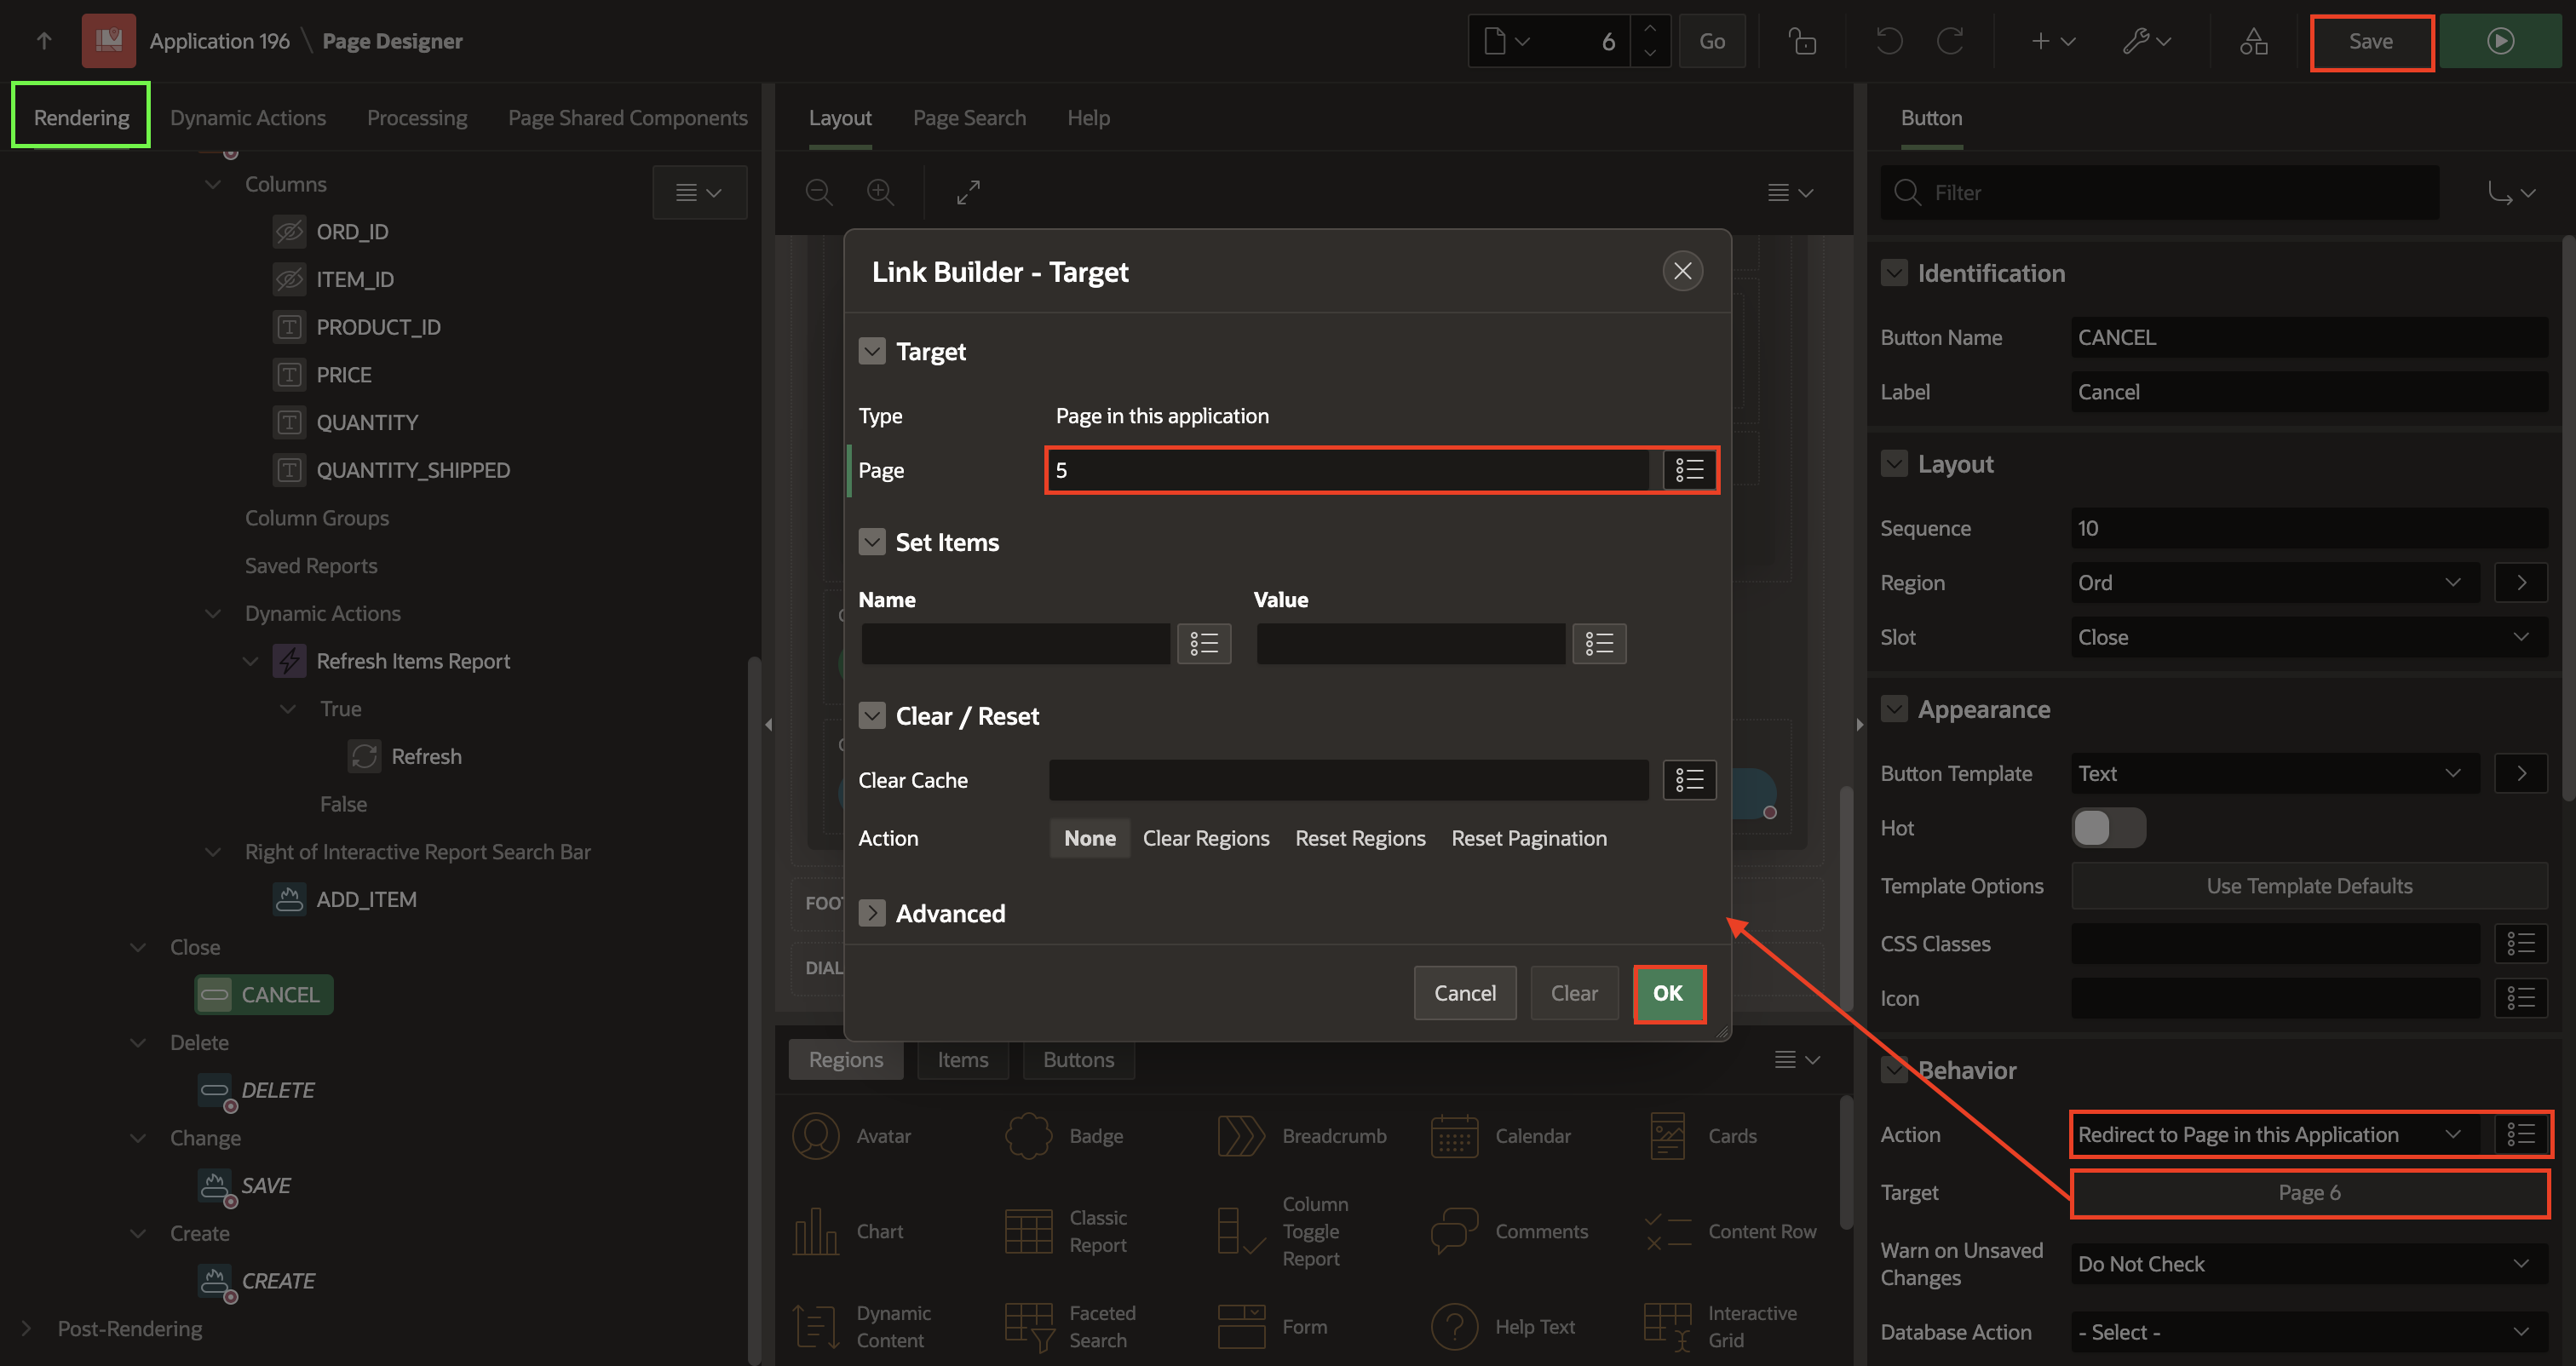 Application 196 \ Page Designer
6
Go
Save
Rendering
Dynamic Actions
Processing
Page Shared Components
Columns
ORD_ID
ITEM_ID
PRODUCT_ID
PRICE
QUANTITY
QUANTITY_SHIPPED
Column Groups
Saved Reports
Dynamic Actions
Refresh Items Report
True
Refresh
False
Right of Interactive Report Search Bar
ADD_ITEM
Close
CANCEL
Delete
DELETE
Change
SAVE
Create
CREATE
Post-Rendering
Layout
Page Search
Help
FOO
DIAL
Link Builder - Target
Target
Type
Page in this application
Page
5
Set Items
Name
Value
Clear / Reset
Clear Cache
Action
None
Clear Regions
Reset Regions
Reset Pagination
Advanced
Cancel
Clear
OK
Regions
Items
Buttons
Avatar
Badge
Breadcrumb
Calendar
Cards
Chart
Classic
Report
Column
Toggle
Report
Comments
Content Row
Dynamic
Content
Faceted
Search
Form
Help Text
Interactive
Grid
Button
Filter
Identification
Button Name
CANCEL
Label
Cancel
Layout
Sequence
10
Region
Ord
Slot
Close
Appearance
Button Template
Text
Hot
Template Options
Use Template Defaults
CSS Classes
Icon
Behavior
Action
Redirect to Page in this Application
Target
Page 6
Warn on Unsaved
Changes
Do Not Check
Database Action
- Select -